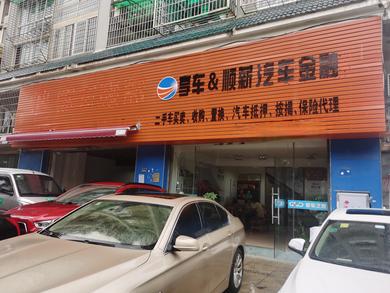 享车&顺薪汽车金融
二手车买卖、收购、置换、汽车抵押、按揭、保险代理